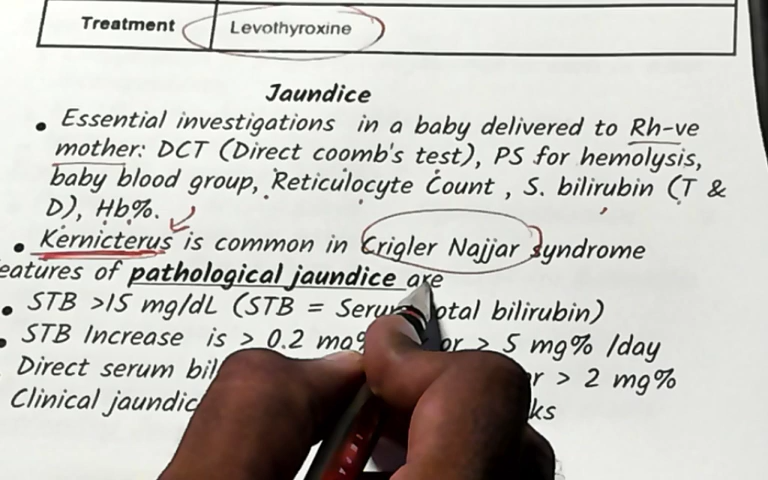 Treatment Levothyroxine
Jaundice
• Essential investigations in a baby delivered to Rh-ve
mother: DCT (Direct coomb's test), PS for hemolysis,
baby blood group, Reticulocyte Count , S. bilirubin (T &
D), Hb%.
• Kernicterus is common in Crigler Najjar syndrome
eatures of pathological jaundice are
• STB >15 mg/dL (STB = Serum total bilirubin)
• STB Increase is > 0.2 mg% or > 5 mg% /day
Direct serum bil > 2 mg%
Clinical jaundic ks